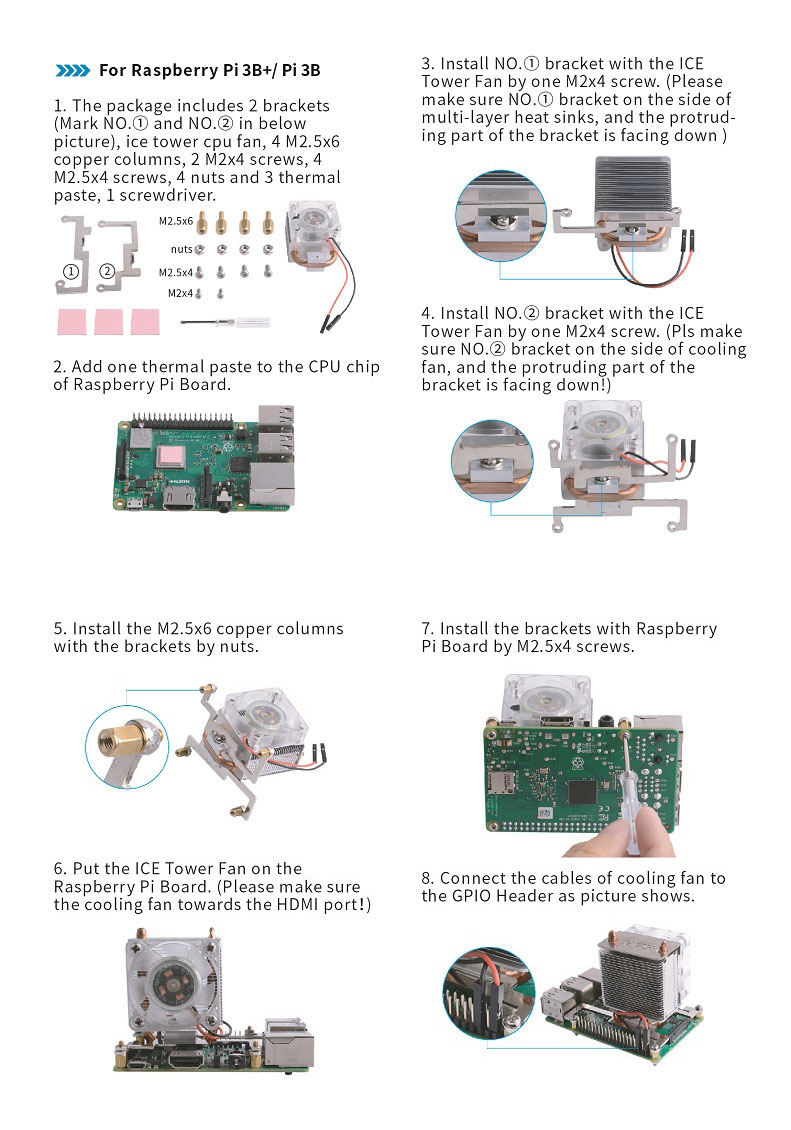 For Raspberry Pi 3B+/ Pi 3B
1. The package includes 2 brackets
(Mark NO.① and NO.② in below
picture), ice tower cpu fan, 4 M2.5x6
copper columns, 2 M2x4 screws, 4
M2.5x4 screws, 4 nuts and 3 thermal
paste, 1 screwdriver.
M2.5x6
nuts
① ②
M2.5x4
M2x4
2. Add one thermal paste to the CPU chip
of Raspberry Pi Board.
3. Install NO.① bracket with the ICE
Tower Fan by one M2x4 screw. (Please
make sure NO.① bracket on the side of
multi-layer heat sinks, and the protrud-
ing part of the bracket is facing down )
4. Install NO.② bracket with the ICE
Tower Fan by one M2x4 screw. (Pls make
sure NO.② bracket on the side of cooling
fan, and the protruding part of the
bracket is facing down!)
5. Install the M2.5x6 copper columns
with the brackets by nuts.
6. Put the ICE Tower Fan on the
Raspberry Pi Board. (Please make sure
the cooling fan towards the HDMI port!)
7. Install the brackets with Raspberry
Pi Board by M2.5x4 screws.
8. Connect the cables of cooling fan to
the GPIO Header as picture shows.